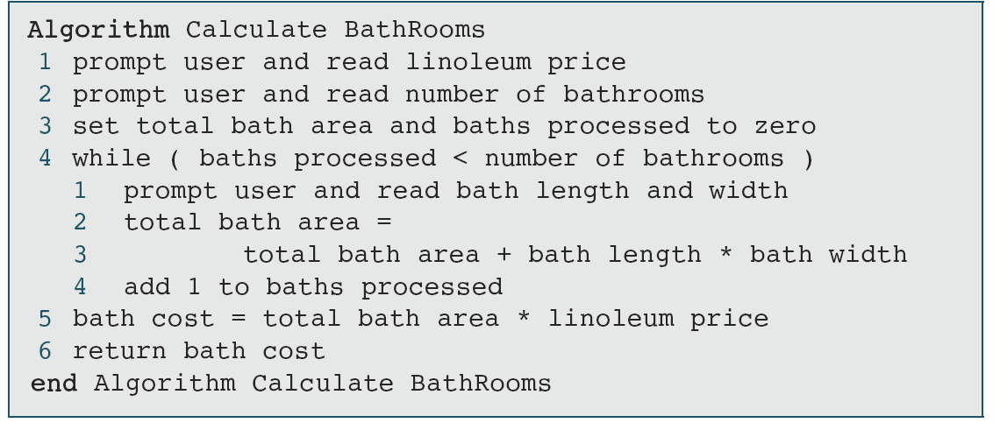 Algorithm Calculate BathRooms
1 prompt user and read linoleum price
2 prompt user and read number of bathrooms
3 set total bath area and baths processed to zero
4 while ( baths processed < number of bathrooms )
1 prompt user and read bath length and width
2 total bath area =
3 total bath area + bath length * bath width
4 add 1 to baths processed
5 bath cost = total bath area * linoleum price
6 return bath cost
end Algorithm Calculate BathRooms